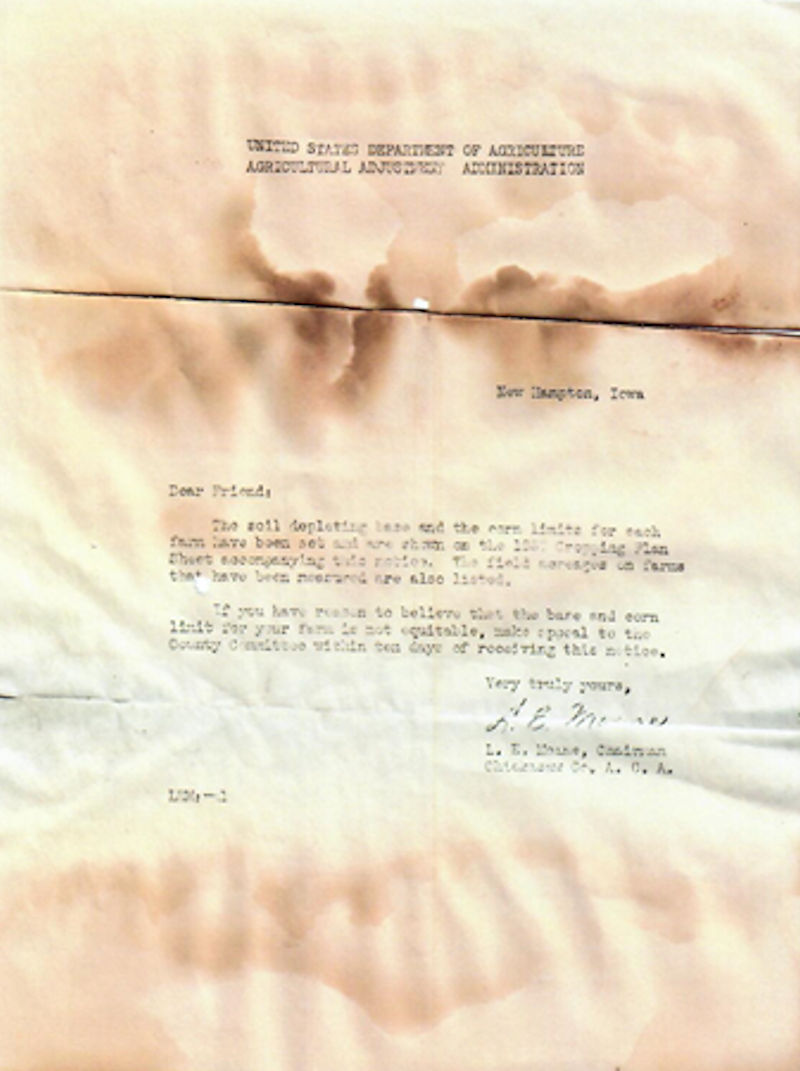 UNITED STATES DEPARTMENT OF AGRICULTURE
AGRICULTURAL ADJUSTMENT ADMINISTRATION
New Hampton, Iowa
Dear Friend:
The soil depleting base and the corn limits for each
farm have been set and are shown on the Cropping Plan
Sheet accompanying this notice. The field acreages on farms
that have been measured are also listed.
If you have reason to believe that the base and corn
limit for your farm is not equitable, make appeal to the
County Committee within ten days of receiving this notice.
Very truly yours,
L. E.
L. E. Chairman
Chickasaw Co. A. C. A.